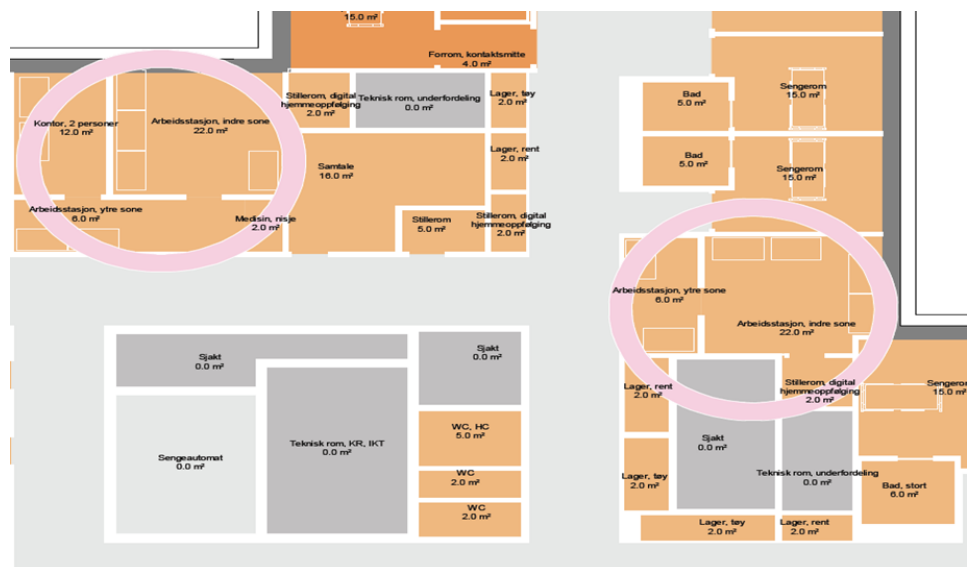 15.0 m²
Forrom, kontaktsmitte
4.0 m²
Stillerom, digital
hjemmeoppfølging
2.0 m²
Teknisk rom, underfordeling
0.0 m²
Lager, tøy
2.0 m²
Kontor, 2 personer
12.0 m²
Arbeidsstasjon, indre sone
22.0 m²
Lager, rent
2.0 m²
Samtale
16.0 m²
Arbeidsstasjon, ytre sone
6.0 m²
Medisin, nisje
2.0 m²
Stillerom
5.0 m²
Stillerom, digital
hjemmeoppfølging
2.0 m²
Bad
5.0 m²
Sengerom
15.0 m²
Bad
5.0 m²
Sengerom
15.0 m²
Arbeidsstasjon, ytre sone
6.0 m²
Arbeidsstasjon, indre sone
22.0 m²
Sjakt
0.0 m²
Sjakt
0.0 m²
Lager, rent
2.0 m²
Stillerom, digital
hjemmeoppfølging
2.0 m²
Sengerom
15.0 m²
Sengeautomat
0.0 m²
Teknisk rom, KR, IKT
0.0 m²
WC, HC
5.0 m²
WC
2.0 m²
WC
2.0 m²
Sjakt
0.0 m²
Lager, tøy
2.0 m²
Teknisk rom, underfordeling
0.0 m²
Bad, stort
6.0 m²
Lager, tøy
2.0 m²
Lager, rent
2.0 m²